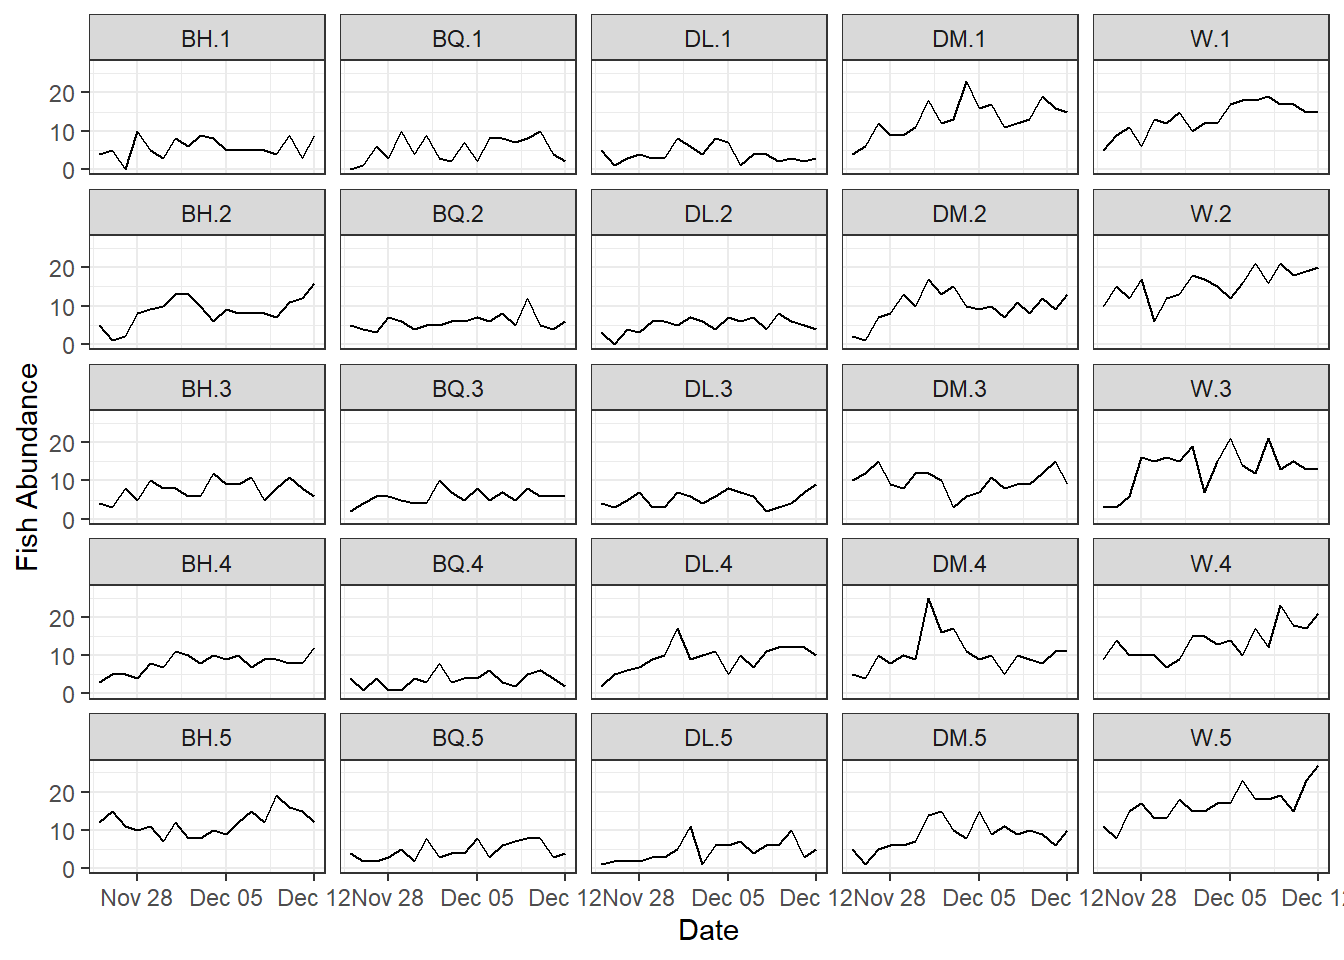 BH.1 BQ.1 DL.1 DM.1 W.1
20
10
0
BH.2 BQ.2 DL.2 DM.2 W.2
20
10
0
BH.3 BQ.3 DL.3 DM.3 W.3
20
10
0
BH.4 BQ.4 DL.4 DM.4 W.4
20
10
0
BH.5 BQ.5 DL.5 DM.5 W.5
20
10
0
Fish Abundance
Nov 28 Dec 05 Dec 12 Nov 28 Dec 05 Dec 12 Nov 28 Dec 05 Dec 12 Nov 28 Dec 05 Dec 12 Nov 28 Dec 05 Dec 1
Date